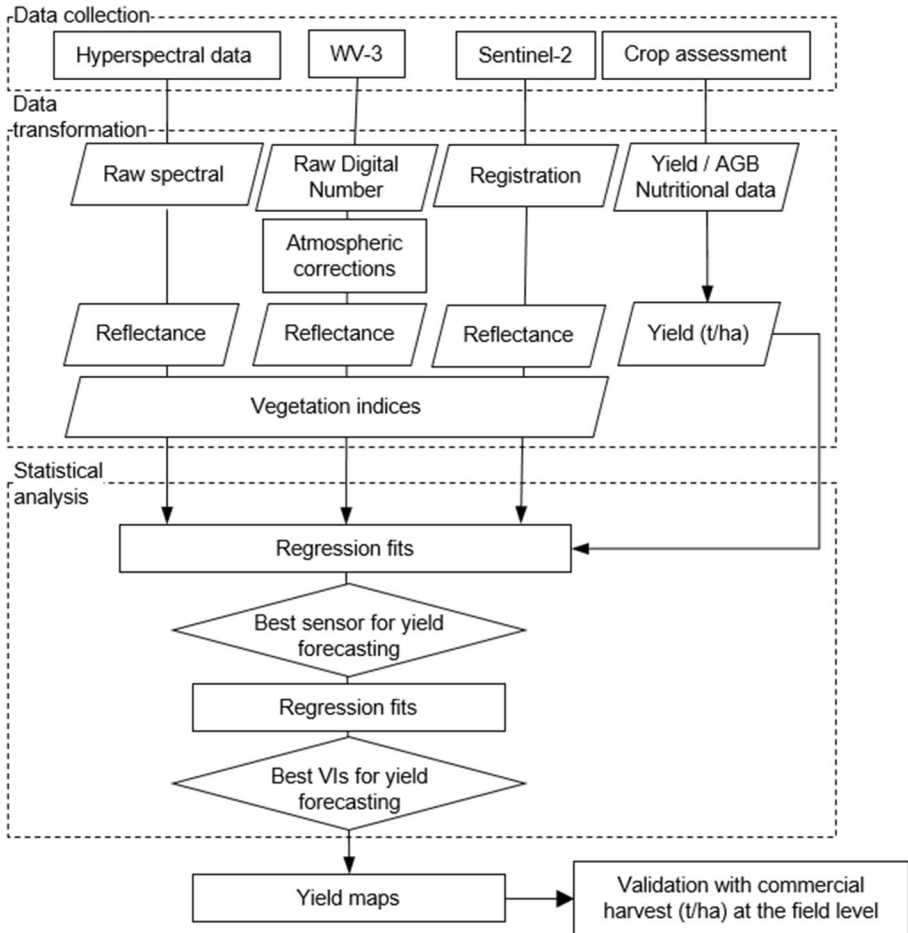 Data collection
Hyperspectral data
WV-3
Sentinel-2
Crop assessment
Data
transformation
Raw spectral
Raw Digital
Number
Registration
Yield / AGB
Nutritional data
Atmospheric
corrections
Reflectance
Reflectance
Reflectance
Yield (t/ha)
Vegetation indices
Statistical
analysis
Regression fits
Best sensor for yield
forecasting
Regression fits
Best VIs for yield
forecasting
Yield maps
Validation with commercial
harvest (t/ha) at the field level